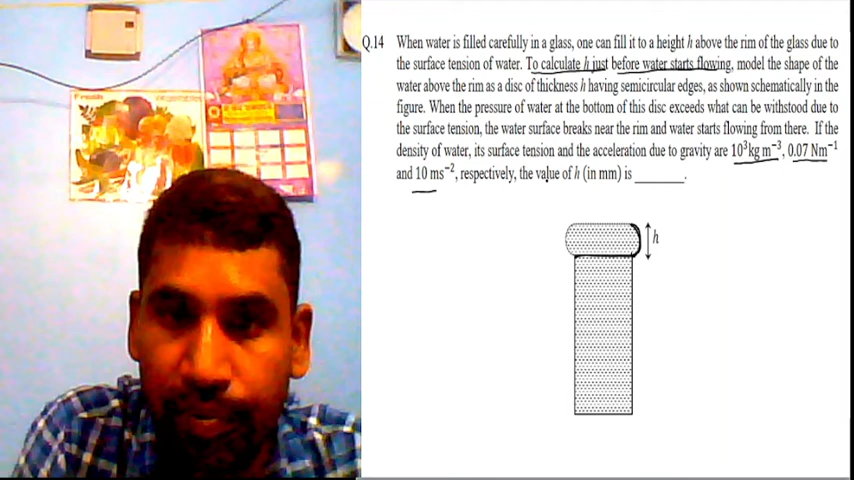 Q.14 When water is filled carefully in a glass, one can fill it to a height h above the rim of the glass due to
the surface tension of water. To calculate h just before water starts flowing, model the shape of the
water above the rim as a disc of thickness h having semicircular edges, as shown schematically in the
figure. When the pressure of water at the bottom of this disc exceeds what can be withstood due to
the surface tension, the water surface breaks near the rim and water starts flowing from there. If the
density of water, its surface tension and the acceleration due to gravity are 10³ kg m⁻³, 0.07 Nm⁻¹
and 10 ms⁻², respectively, the value of h (in mm) is ________.
h